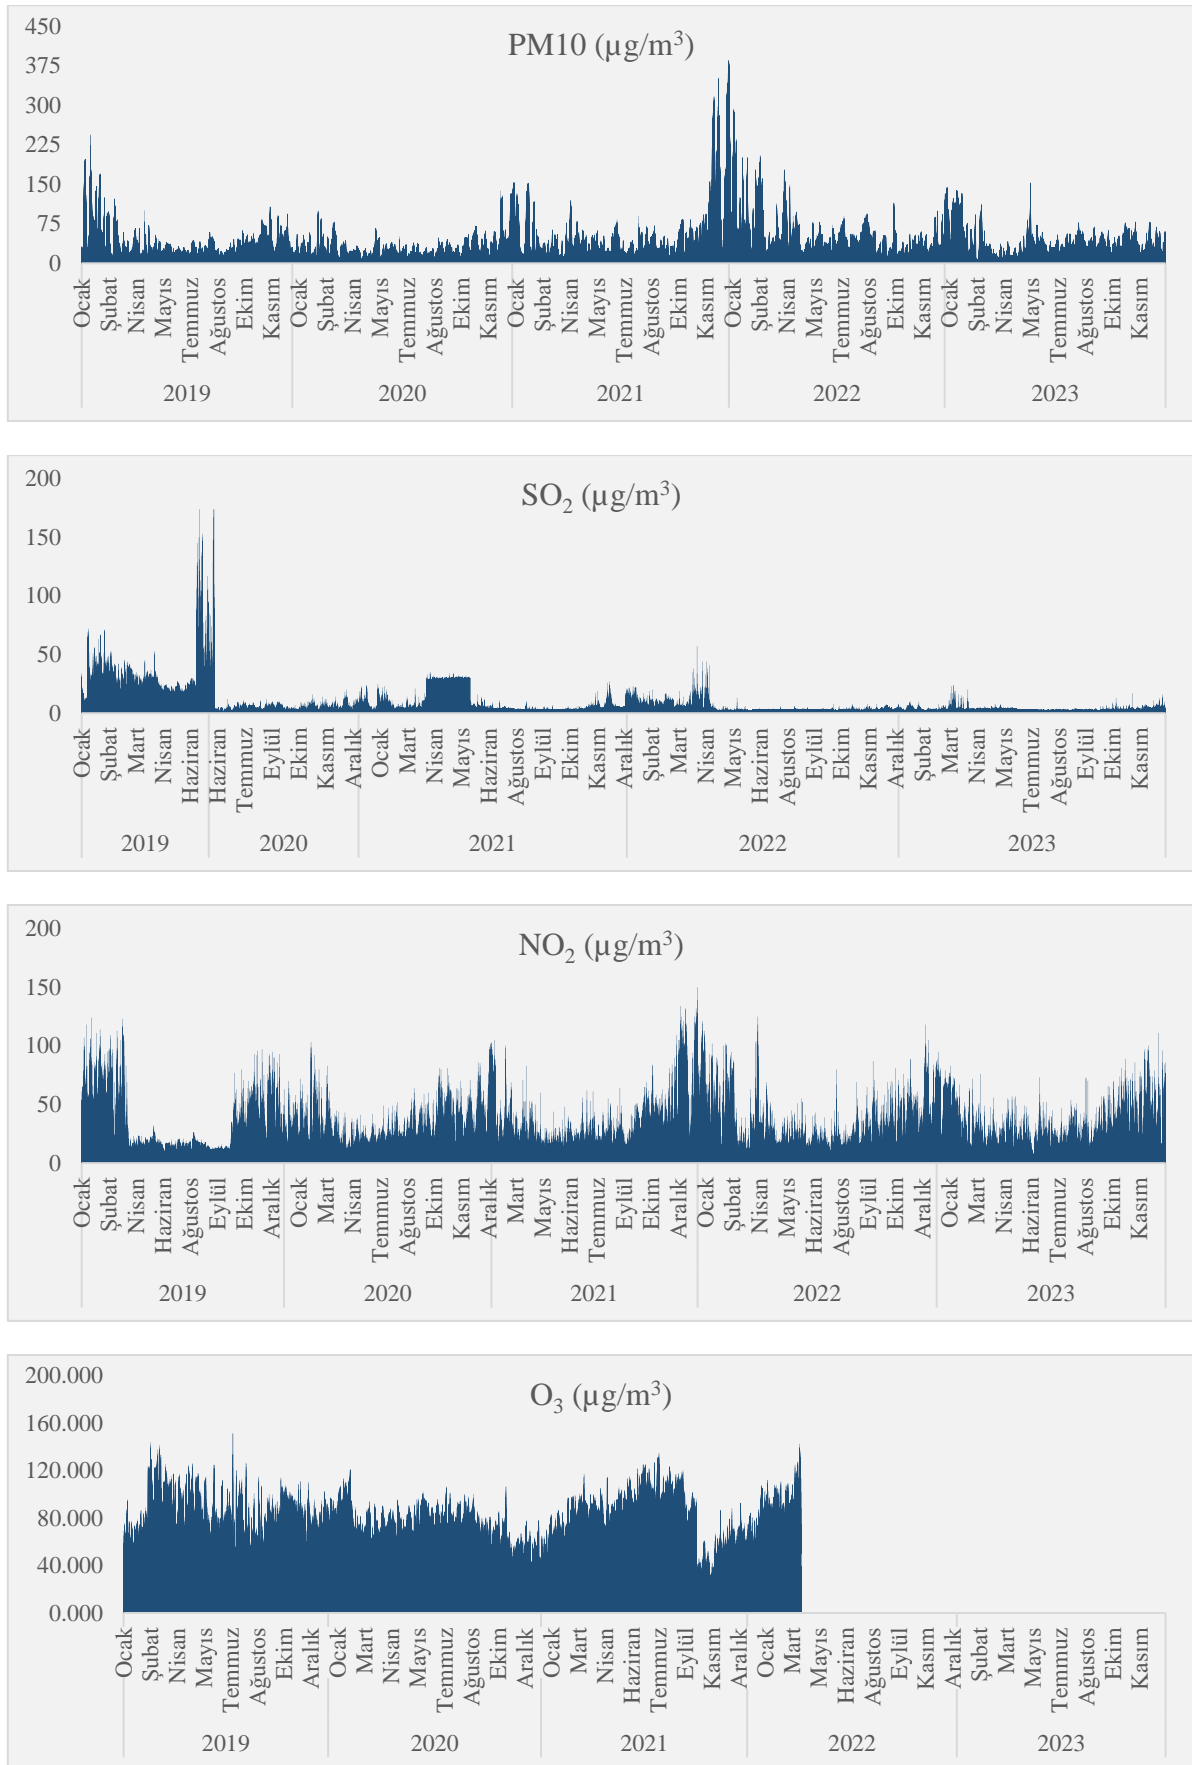 PM10 (µg/m³)
450
375
300
225
150
75
0
Ocak Şubat Nisan Mayıs Temmuz Ağustos Ekim Kasım Ocak Şubat Nisan Mayıs Temmuz Ağustos Ekim Kasım Ocak Şubat Nisan Mayıs Temmuz Ağustos Ekim Kasım Ocak Şubat Nisan Mayıs Temmuz Ağustos Ekim Kasım Ocak Şubat Nisan Mayıs Temmuz Ağustos Ekim Kasım
2019 2020 2021 2022 2023
SO₂ (µg/m³)
200
150
100
50
0
Ocak Şubat Mart Nisan Haziran Haziran Temmuz Eylül Ekim Kasım Aralık Ocak Mart Nisan Mayıs Haziran Ağustos Eylül Ekim Kasım Aralık Şubat Mart Nisan Mayıs Haziran Ağustos Eylül Ekim Kasım Aralık Şubat Mart Nisan Mayıs Temmuz Ağustos Eylül Ekim Kasım
2019 2020 2021 2022 2023
NO₂ (µg/m³)
200
150
100
50
0
Ocak Şubat Nisan Haziran Ağustos Eylül Ekim Aralık Ocak Mart Nisan Temmuz Ağustos Ekim Kasım Aralık Mart Mayıs Haziran Temmuz Eylül Ekim Aralık Ocak Şubat Nisan Mayıs Haziran Ağustos Eylül Ekim Aralık Ocak Mart Nisan Haziran Temmuz Ağustos Ekim Kasım
2019 2020 2021 2022 2023
O₃ (µg/m³)
200.000
160.000
120.000
80.000
40.000
0.000
Ocak Şubat Nisan Mayıs Temmuz Ağustos Ekim Aralık Ocak Mart Nisan Mayıs Temmuz Ağustos Ekim Aralık Ocak Mart Nisan Haziran Temmuz Eylül Kasım Aralık Ocak Mart Mayıs Haziran Ağustos Eylül Kasım Aralık Şubat Mart Nisan Haziran Temmuz Ağustos Ekim Kasım
2019 2020 2021 2022 2023